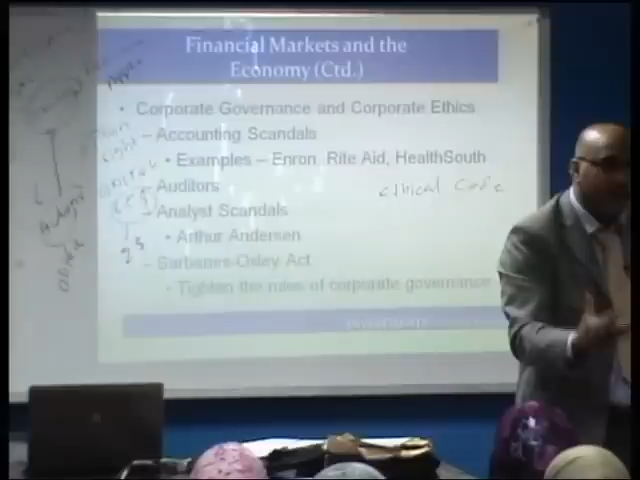 Financial Markets and the
Economy (Ctd.)
• Corporate Governance and Corporate Ethics
– Accounting Scandals
• Examples – Enron, Rite Aid, HealthSouth
– Auditors
ethical code
– Analyst Scandals
• Arthur Andersen
– Sarbanes-Oxley Act
• Tighten the rules of corporate governance